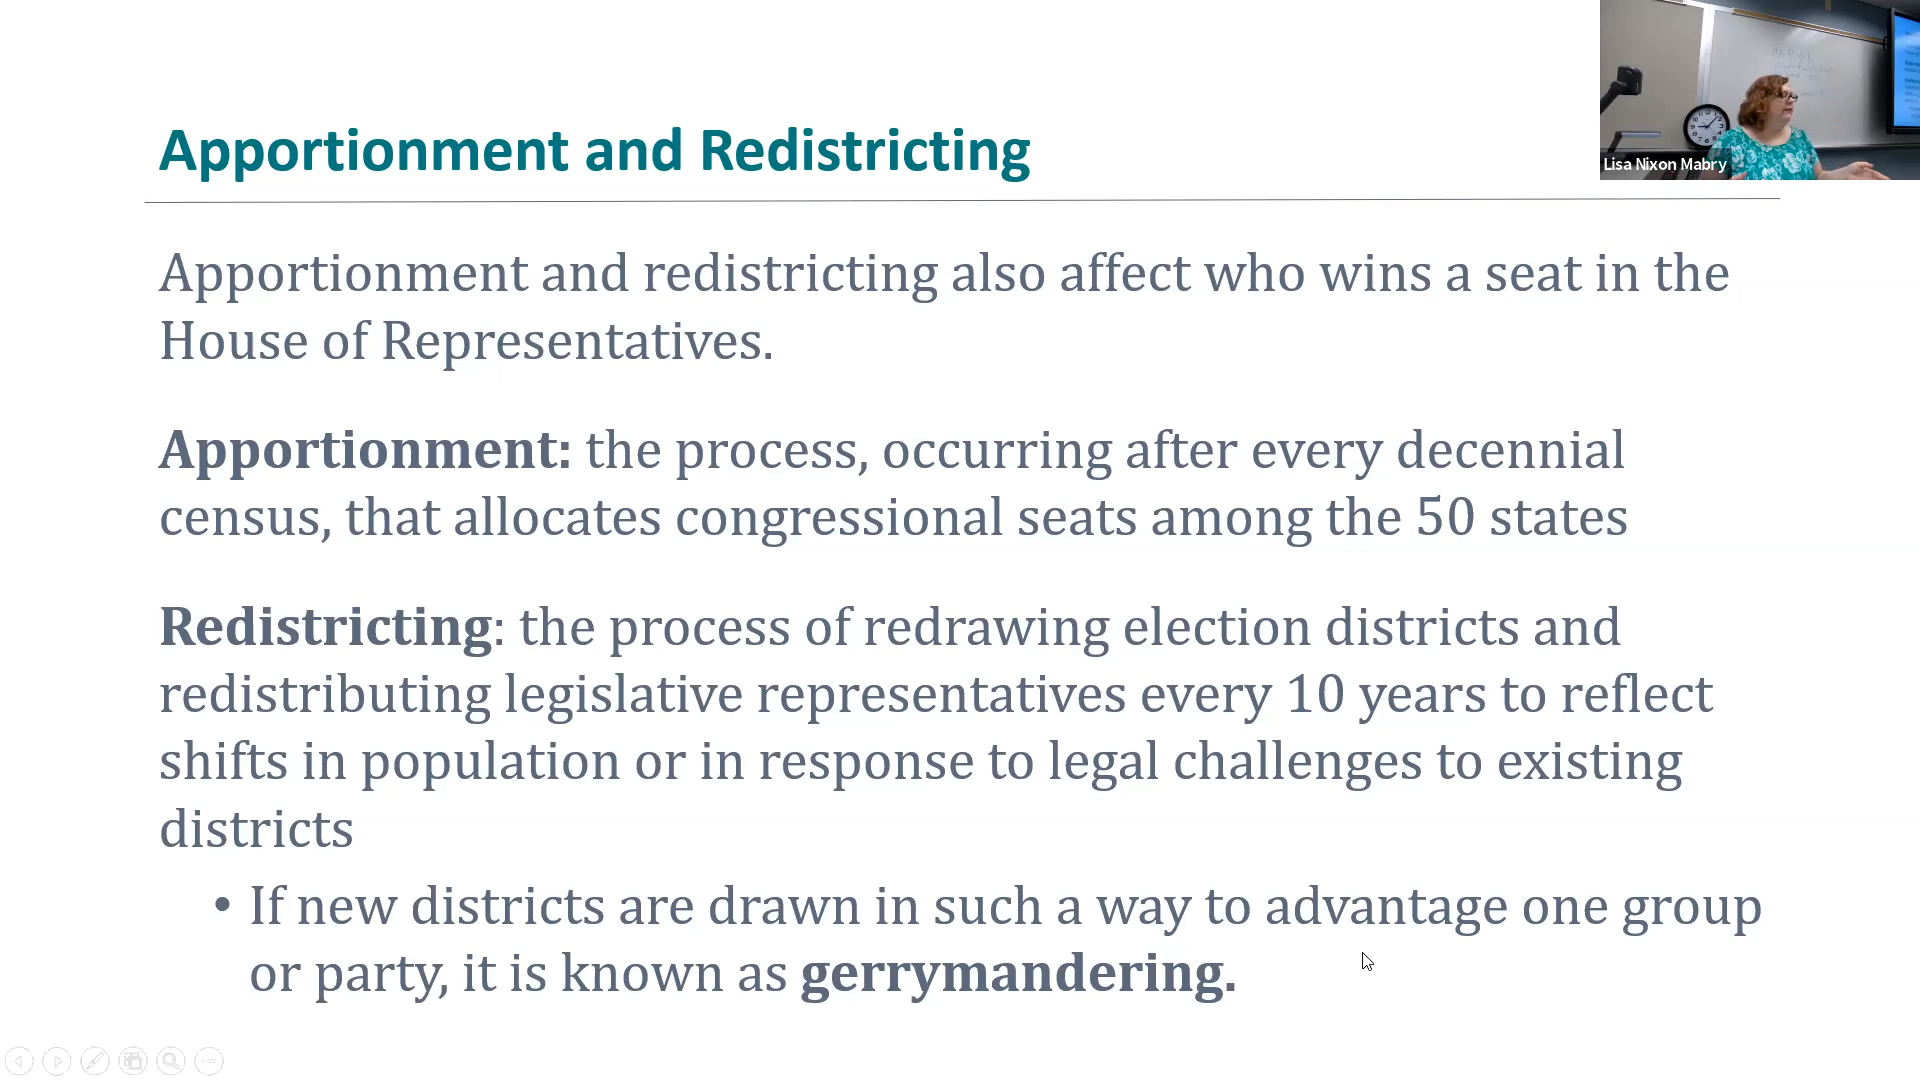 Apportionment and Redistricting
Lisa Nixon Mabry
Apportionment and redistricting also affect who wins a seat in the
House of Representatives.
Apportionment: the process, occurring after every decennial
census, that allocates congressional seats among the 50 states
Redistricting: the process of redrawing election districts and
redistributing legislative representatives every 10 years to reflect
shifts in population or in response to legal challenges to existing
districts
• If new districts are drawn in such a way to advantage one group
or party, it is known as gerrymandering.